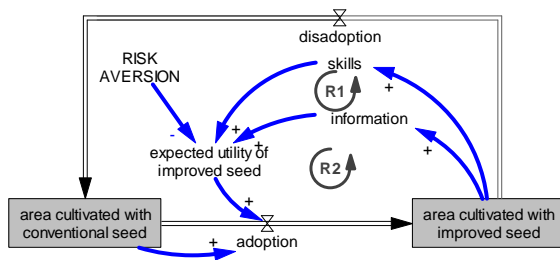 disadoption
RISK
AVERSION
skills
+
R1
information
-
+
+
+
expected utility of
improved seed
R2
+
area cultivated with
conventional seed
+
+
adoption
area cultivated with
improved seed